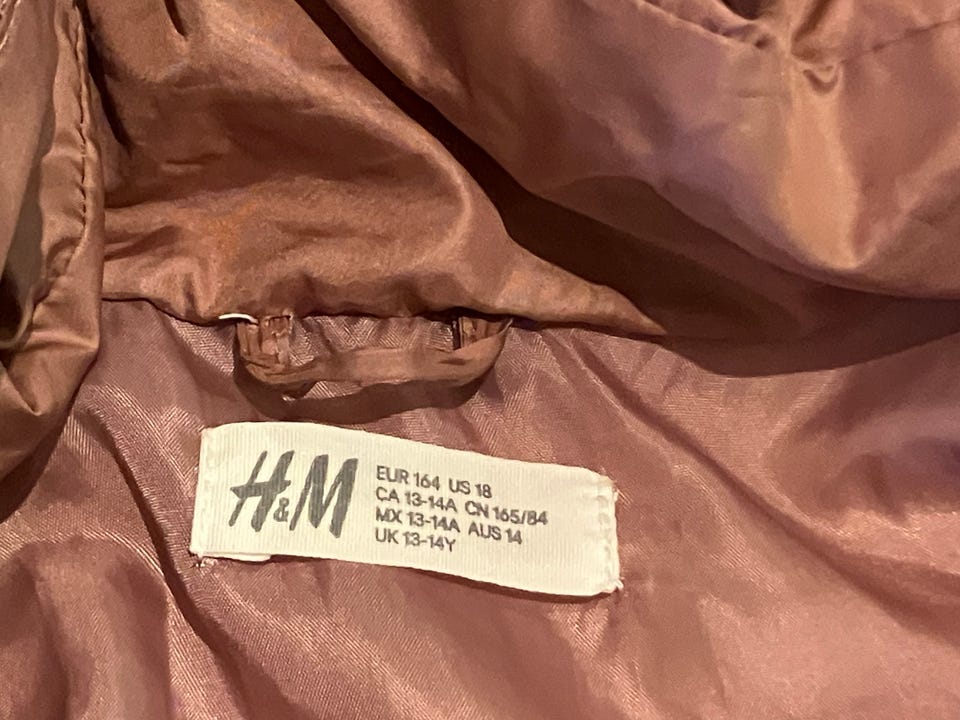 H&M
EUR 164 US 18
CA 13-14A CN 165/84
MX 13-14A AUS 14
UK 13-14Y